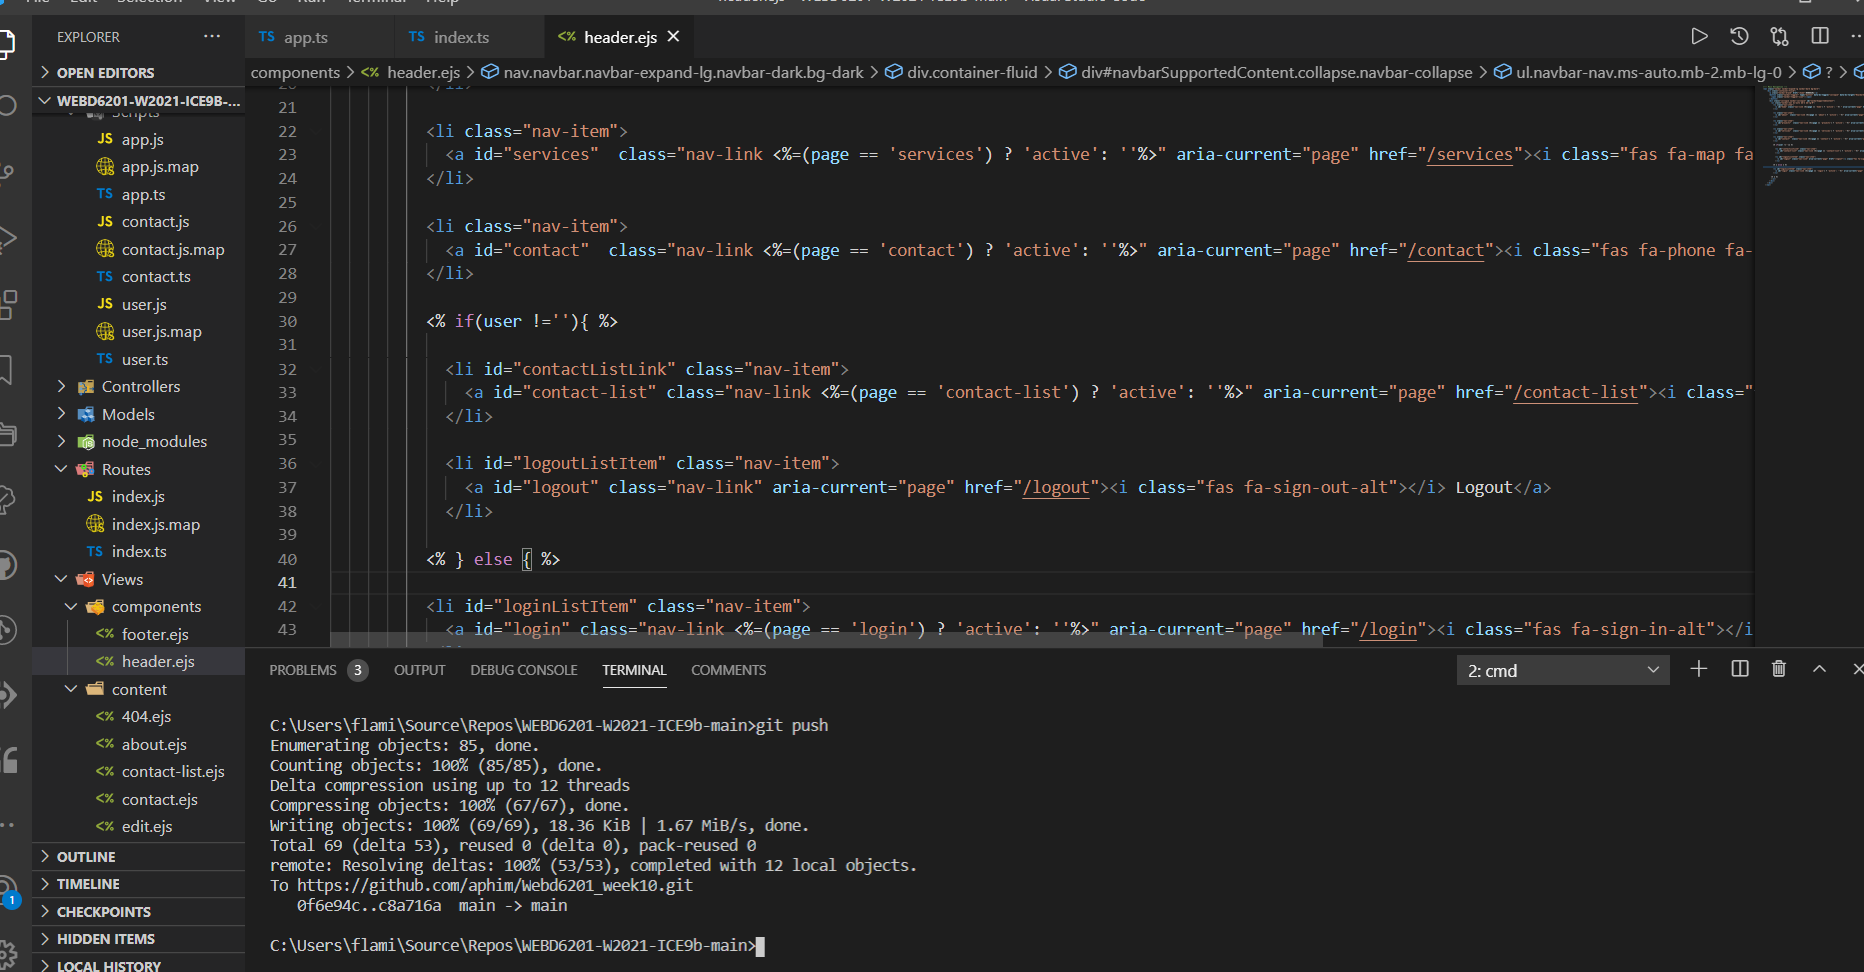 File Edit Selection View Go Run Terminal Help
EXPLORER
TS app.ts
TS index.ts
<% header.ejs
OPEN EDITORS
WEBD6201-W2021-ICE9B-...
components > <% header.ejs > nav.navbar.navbar-expand-lg.navbar-dark.bg-dark > div.container-fluid > div#navbarSupportedContent.collapse.navbar-collapse > ul.navbar-nav.ms-auto.mb-2.mb-lg-0 > ? >
Scripts
JS app.js
app.js.map
TS app.ts
JS contact.js
contact.js.map
TS contact.ts
JS user.js
user.js.map
TS user.ts
Controllers
Models
node_modules
Routes
JS index.js
index.js.map
TS index.ts
Views
components
<% footer.ejs
<% header.ejs
content
<% 404.ejs
<% about.ejs
<% contact-list.ejs
<% contact.ejs
<% edit.ejs
OUTLINE
TIMELINE
CHECKPOINTS
HIDDEN ITEMS
LOCAL HISTORY
1
20 </li>
21
22 <li class="nav-item">
23 <a id="services"  class="nav-link <%=(page == 'services') ? 'active': ''%>" aria-current="page" href="/services"><i class="fas fa-map fa
24 </li>
25
26 <li class="nav-item">
27 <a id="contact"  class="nav-link <%=(page == 'contact') ? 'active': ''%>" aria-current="page" href="/contact"><i class="fas fa-phone fa-
28 </li>
29
30 <% if(user !=''){ %>
31
32 <li id="contactListLink" class="nav-item">
33 <a id="contact-list" class="nav-link <%=(page == 'contact-list') ? 'active': ''%>" aria-current="page" href="/contact-list"><i class="
34 </li>
35
36 <li id="logoutListItem" class="nav-item">
37 <a id="logout" class="nav-link" aria-current="page" href="/logout"><i class="fas fa-sign-out-alt"></i> Logout</a>
38 </li>
39
40 <% } else { %>
41
42 <li id="loginListItem" class="nav-item">
43 <a id="login" class="nav-link <%=(page == 'login') ? 'active': ''%>" aria-current="page" href="/login"><i class="fas fa-sign-in-alt"></i
PROBLEMS 3 OUTPUT DEBUG CONSOLE TERMINAL COMMENTS
2: cmd
C:\Users\flami\Source\Repos\WEBD6201-W2021-ICE9b-main>git push
Enumerating objects: 85, done.
Counting objects: 100% (85/85), done.
Delta compression using up to 12 threads
Compressing objects: 100% (67/67), done.
Writing objects: 100% (69/69), 18.36 KiB | 1.67 MiB/s, done.
Total 69 (delta 53), reused 0 (delta 0), pack-reused 0
remote: Resolving deltas: 100% (53/53), completed with 12 local objects.
To https://github.com/aphim/Webd6201_week10.git
0f6e94c..c8a716a  main -> main
C:\Users\flami\Source\Repos\WEBD6201-W2021-ICE9b-main>